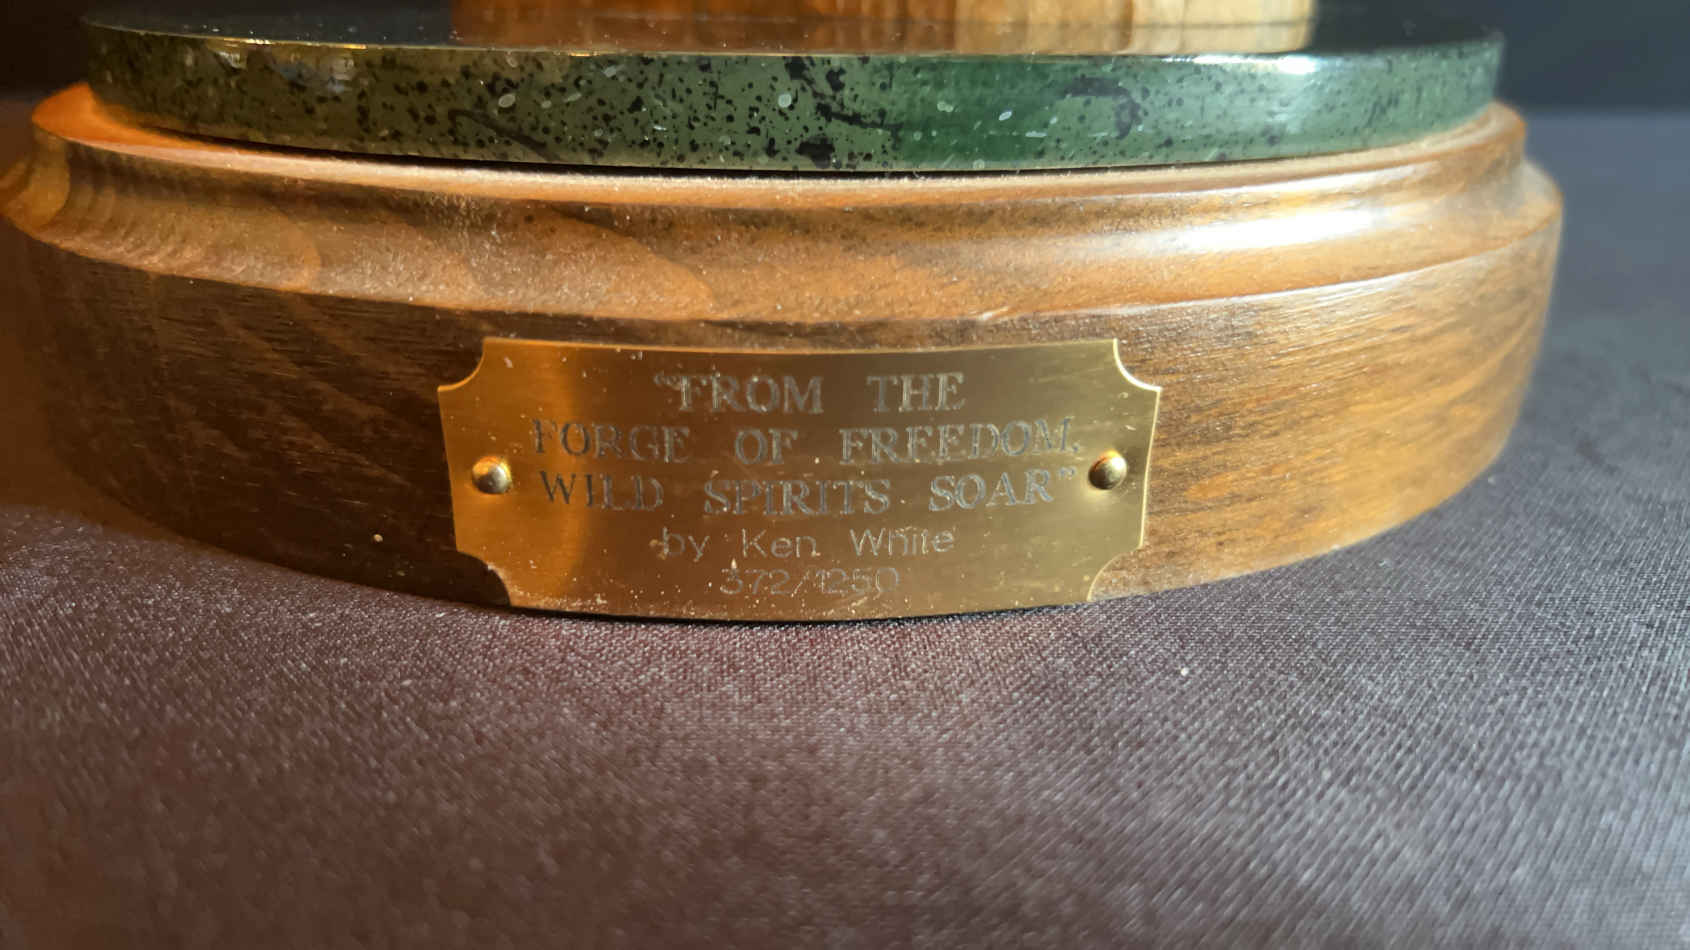 "FROM THE
FORGE OF FREEDOM,
WILD SPIRITS SOAR"
by Ken White
372/1250